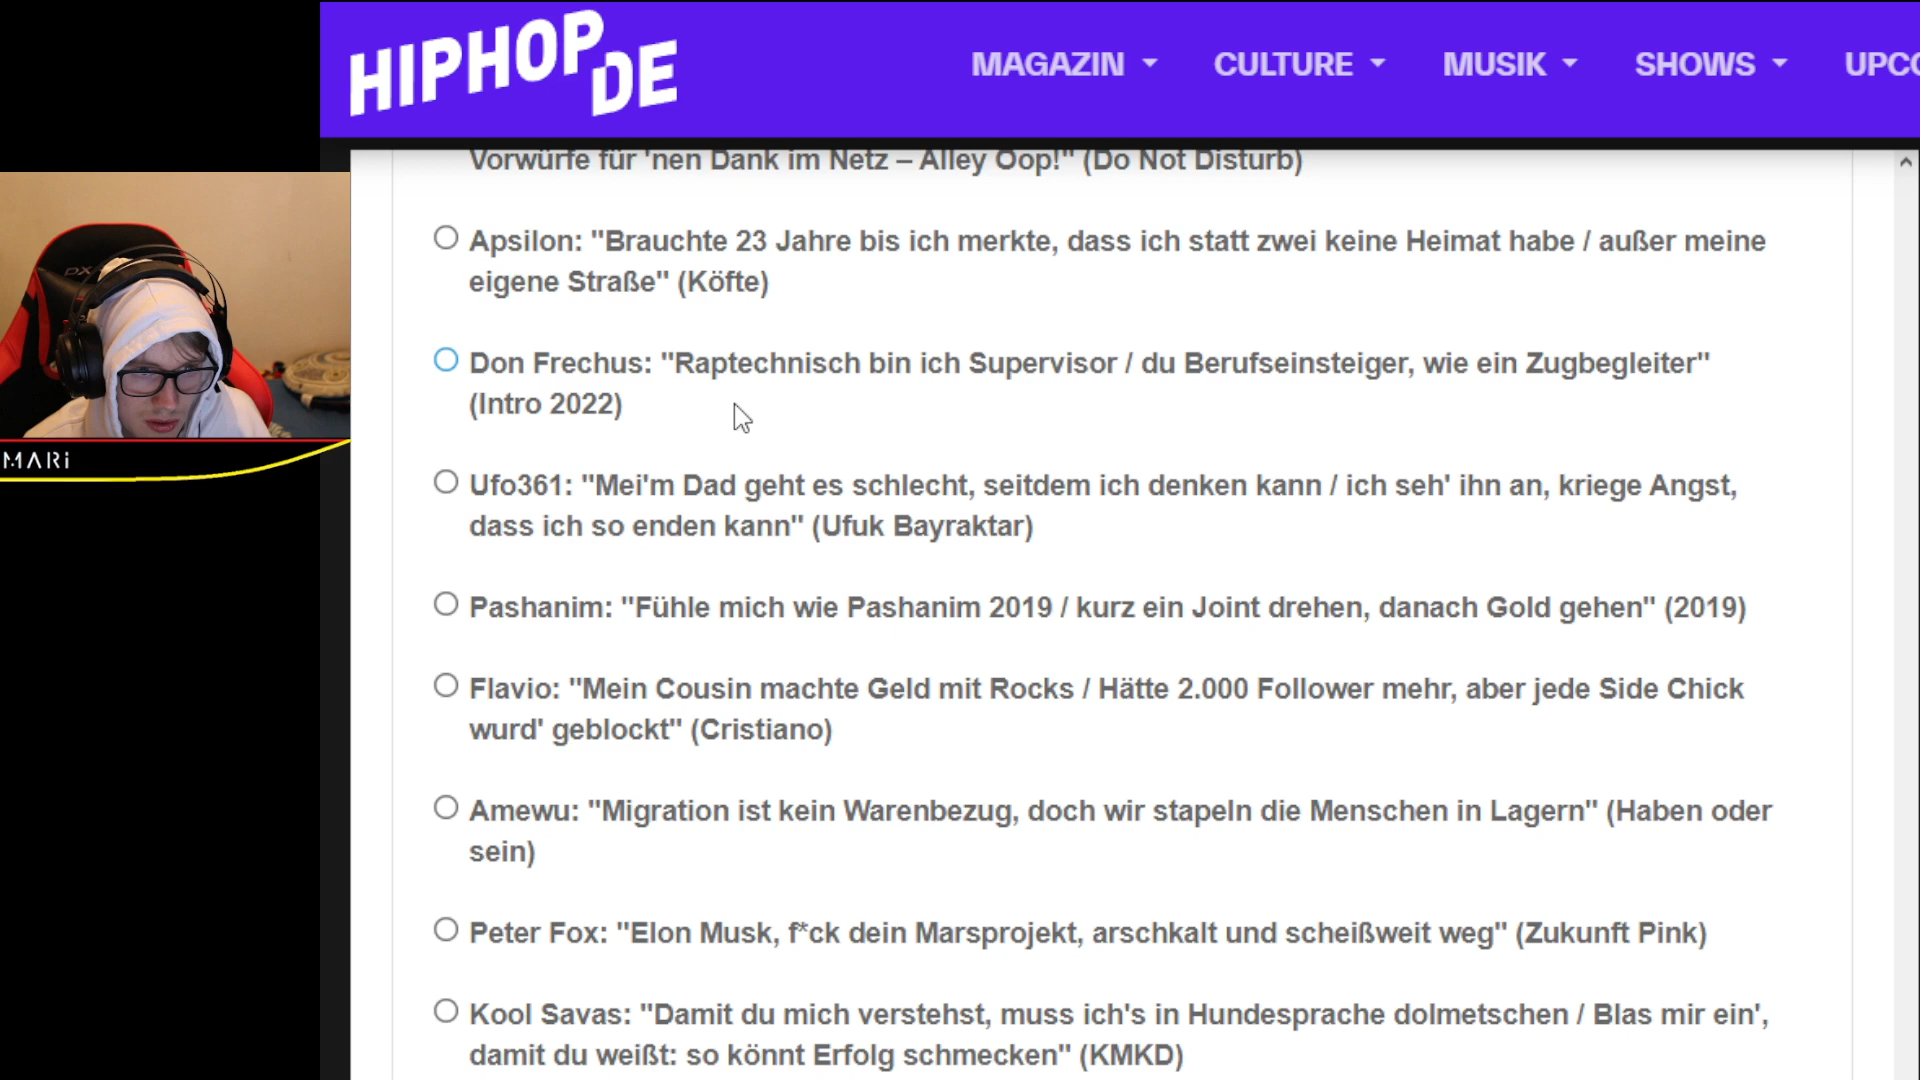 HIPHOP.DE
MAGAZIN
CULTURE
MUSIK
SHOWS
UPCO
Vorwürfe für 'nen Dank im Netz – Alley Oop!" (Do Not Disturb)
Apsilon: "Brauchte 23 Jahre bis ich merkte, dass ich statt zwei keine Heimat habe / außer meine
eigene Straße" (Köfte)
Don Frechus: "Raptechnisch bin ich Supervisor / du Berufseinsteiger, wie ein Zugbegleiter"
(Intro 2022)
Ufo361: "Mei'm Dad geht es schlecht, seitdem ich denken kann / ich seh' ihn an, kriege Angst,
dass ich so enden kann" (Ufuk Bayraktar)
Pashanim: "Fühle mich wie Pashanim 2019 / kurz ein Joint drehen, danach Gold gehen" (2019)
Flavio: "Mein Cousin machte Geld mit Rocks / Hätte 2.000 Follower mehr, aber jede Side Chick
wurd' geblockt" (Cristiano)
Amewu: "Migration ist kein Warenbezug, doch wir stapeln die Menschen in Lagern" (Haben oder
sein)
Peter Fox: "Elon Musk, f*ck dein Marsprojekt, arschkalt und scheißweit weg" (Zukunft Pink)
Kool Savas: "Damit du mich verstehst, muss ich's in Hundesprache dolmetschen / Blas mir ein',
damit du weißt: so könnt Erfolg schmecken" (KMKD)
MARi